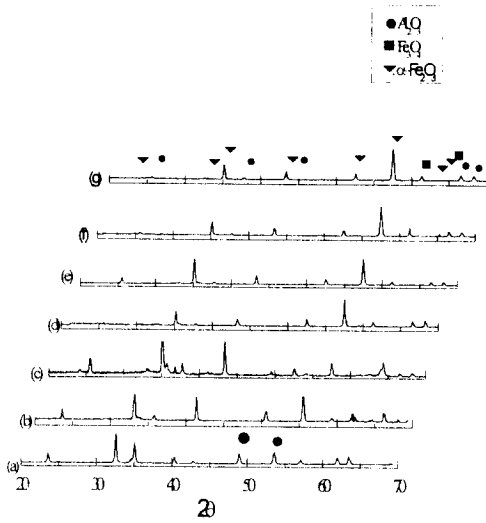 Al₂O₃
Fe₃O₄
α-Fe₂O₃
(g)
(f)
(e)
(d)
(c)
(b)
(a)
20 30 40 50 60 70
2θ